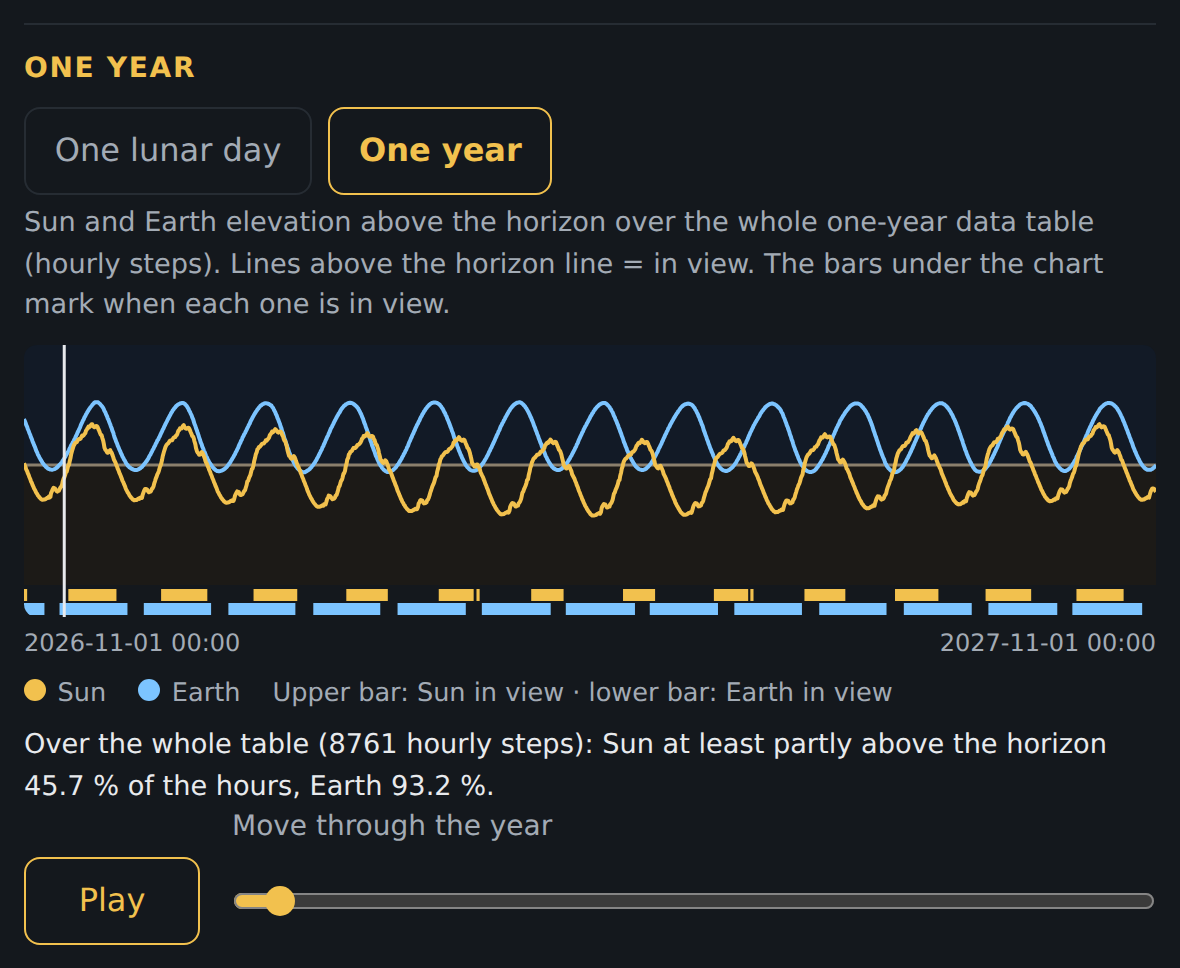 ONE YEAR
One lunar day
One year
Sun and Earth elevation above the horizon over the whole one-year data table
(hourly steps). Lines above the horizon line = in view. The bars under the chart
mark when each one is in view.
2026-11-01 00:00
2027-11-01 00:00
Sun
Earth
Upper bar: Sun in view · lower bar: Earth in view
Over the whole table (8761 hourly steps): Sun at least partly above the horizon
45.7 % of the hours, Earth 93.2 %.
Move through the year
Play